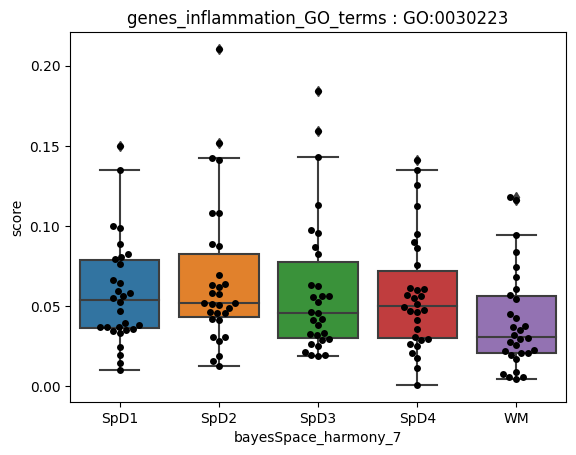 genes_inflammation_GO_terms : GO:0030223
score
0.20
0.15
0.10
0.05
0.00
SpD1 SpD2 SpD3 SpD4 WM
bayesSpace_harmony_7